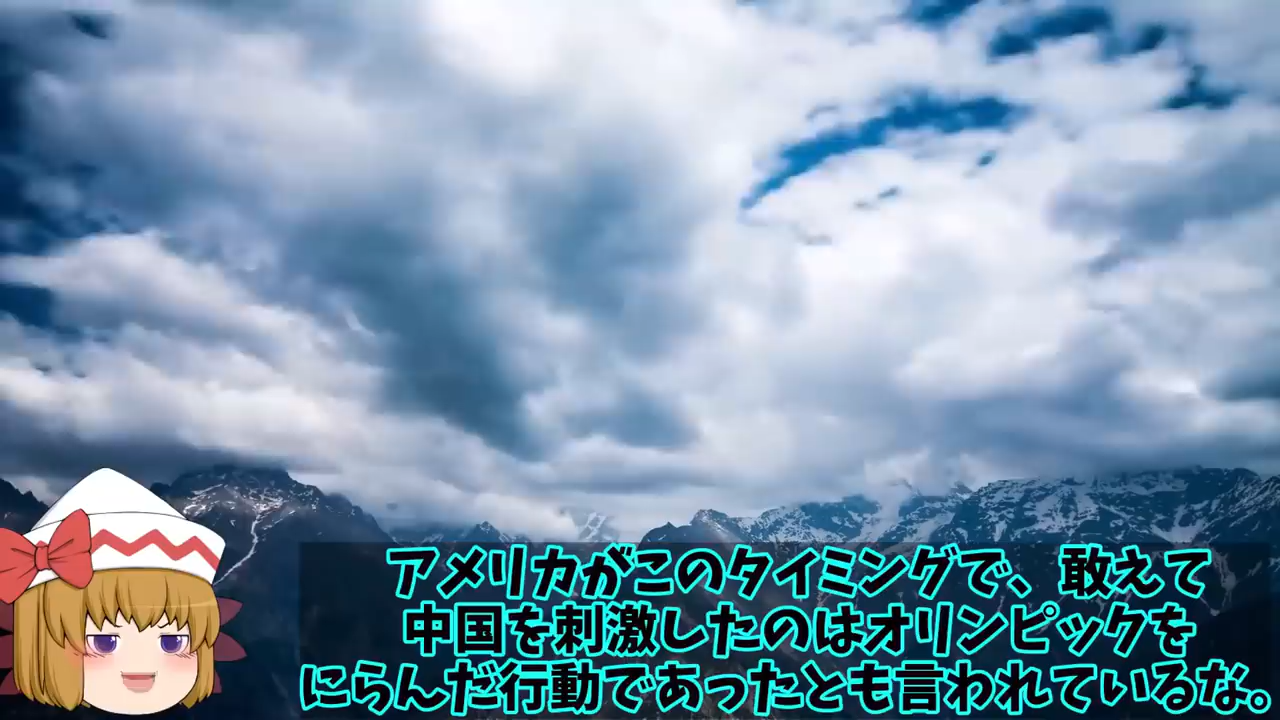 アメリカがこのタイミングで、敢えて
中国を刺激したのはオリンピックを
にらんだ行動であったとも言われているな。